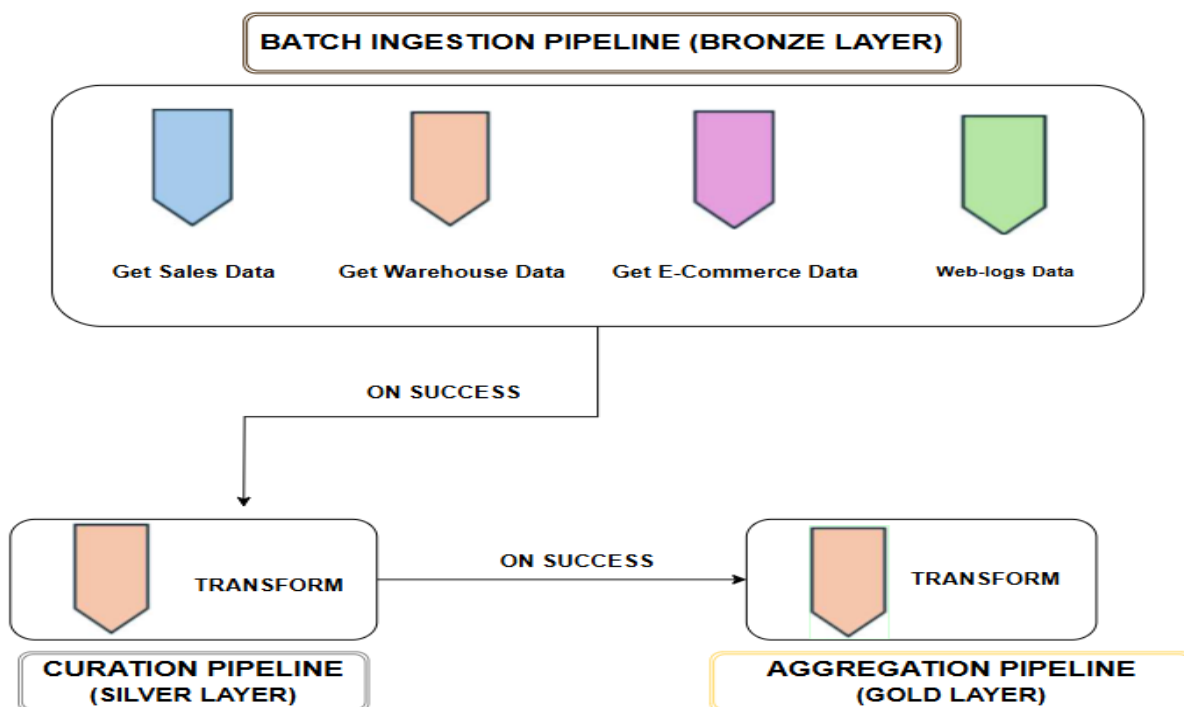 BATCH INGESTION PIPELINE (BRONZE LAYER)
Get Sales Data
Get Warehouse Data
Get E-Commerce Data
Web-logs Data
ON SUCCESS
ON SUCCESS
TRANSFORM
TRANSFORM
CURATION PIPELINE
(SILVER LAYER)
AGGREGATION PIPELINE
(GOLD LAYER)